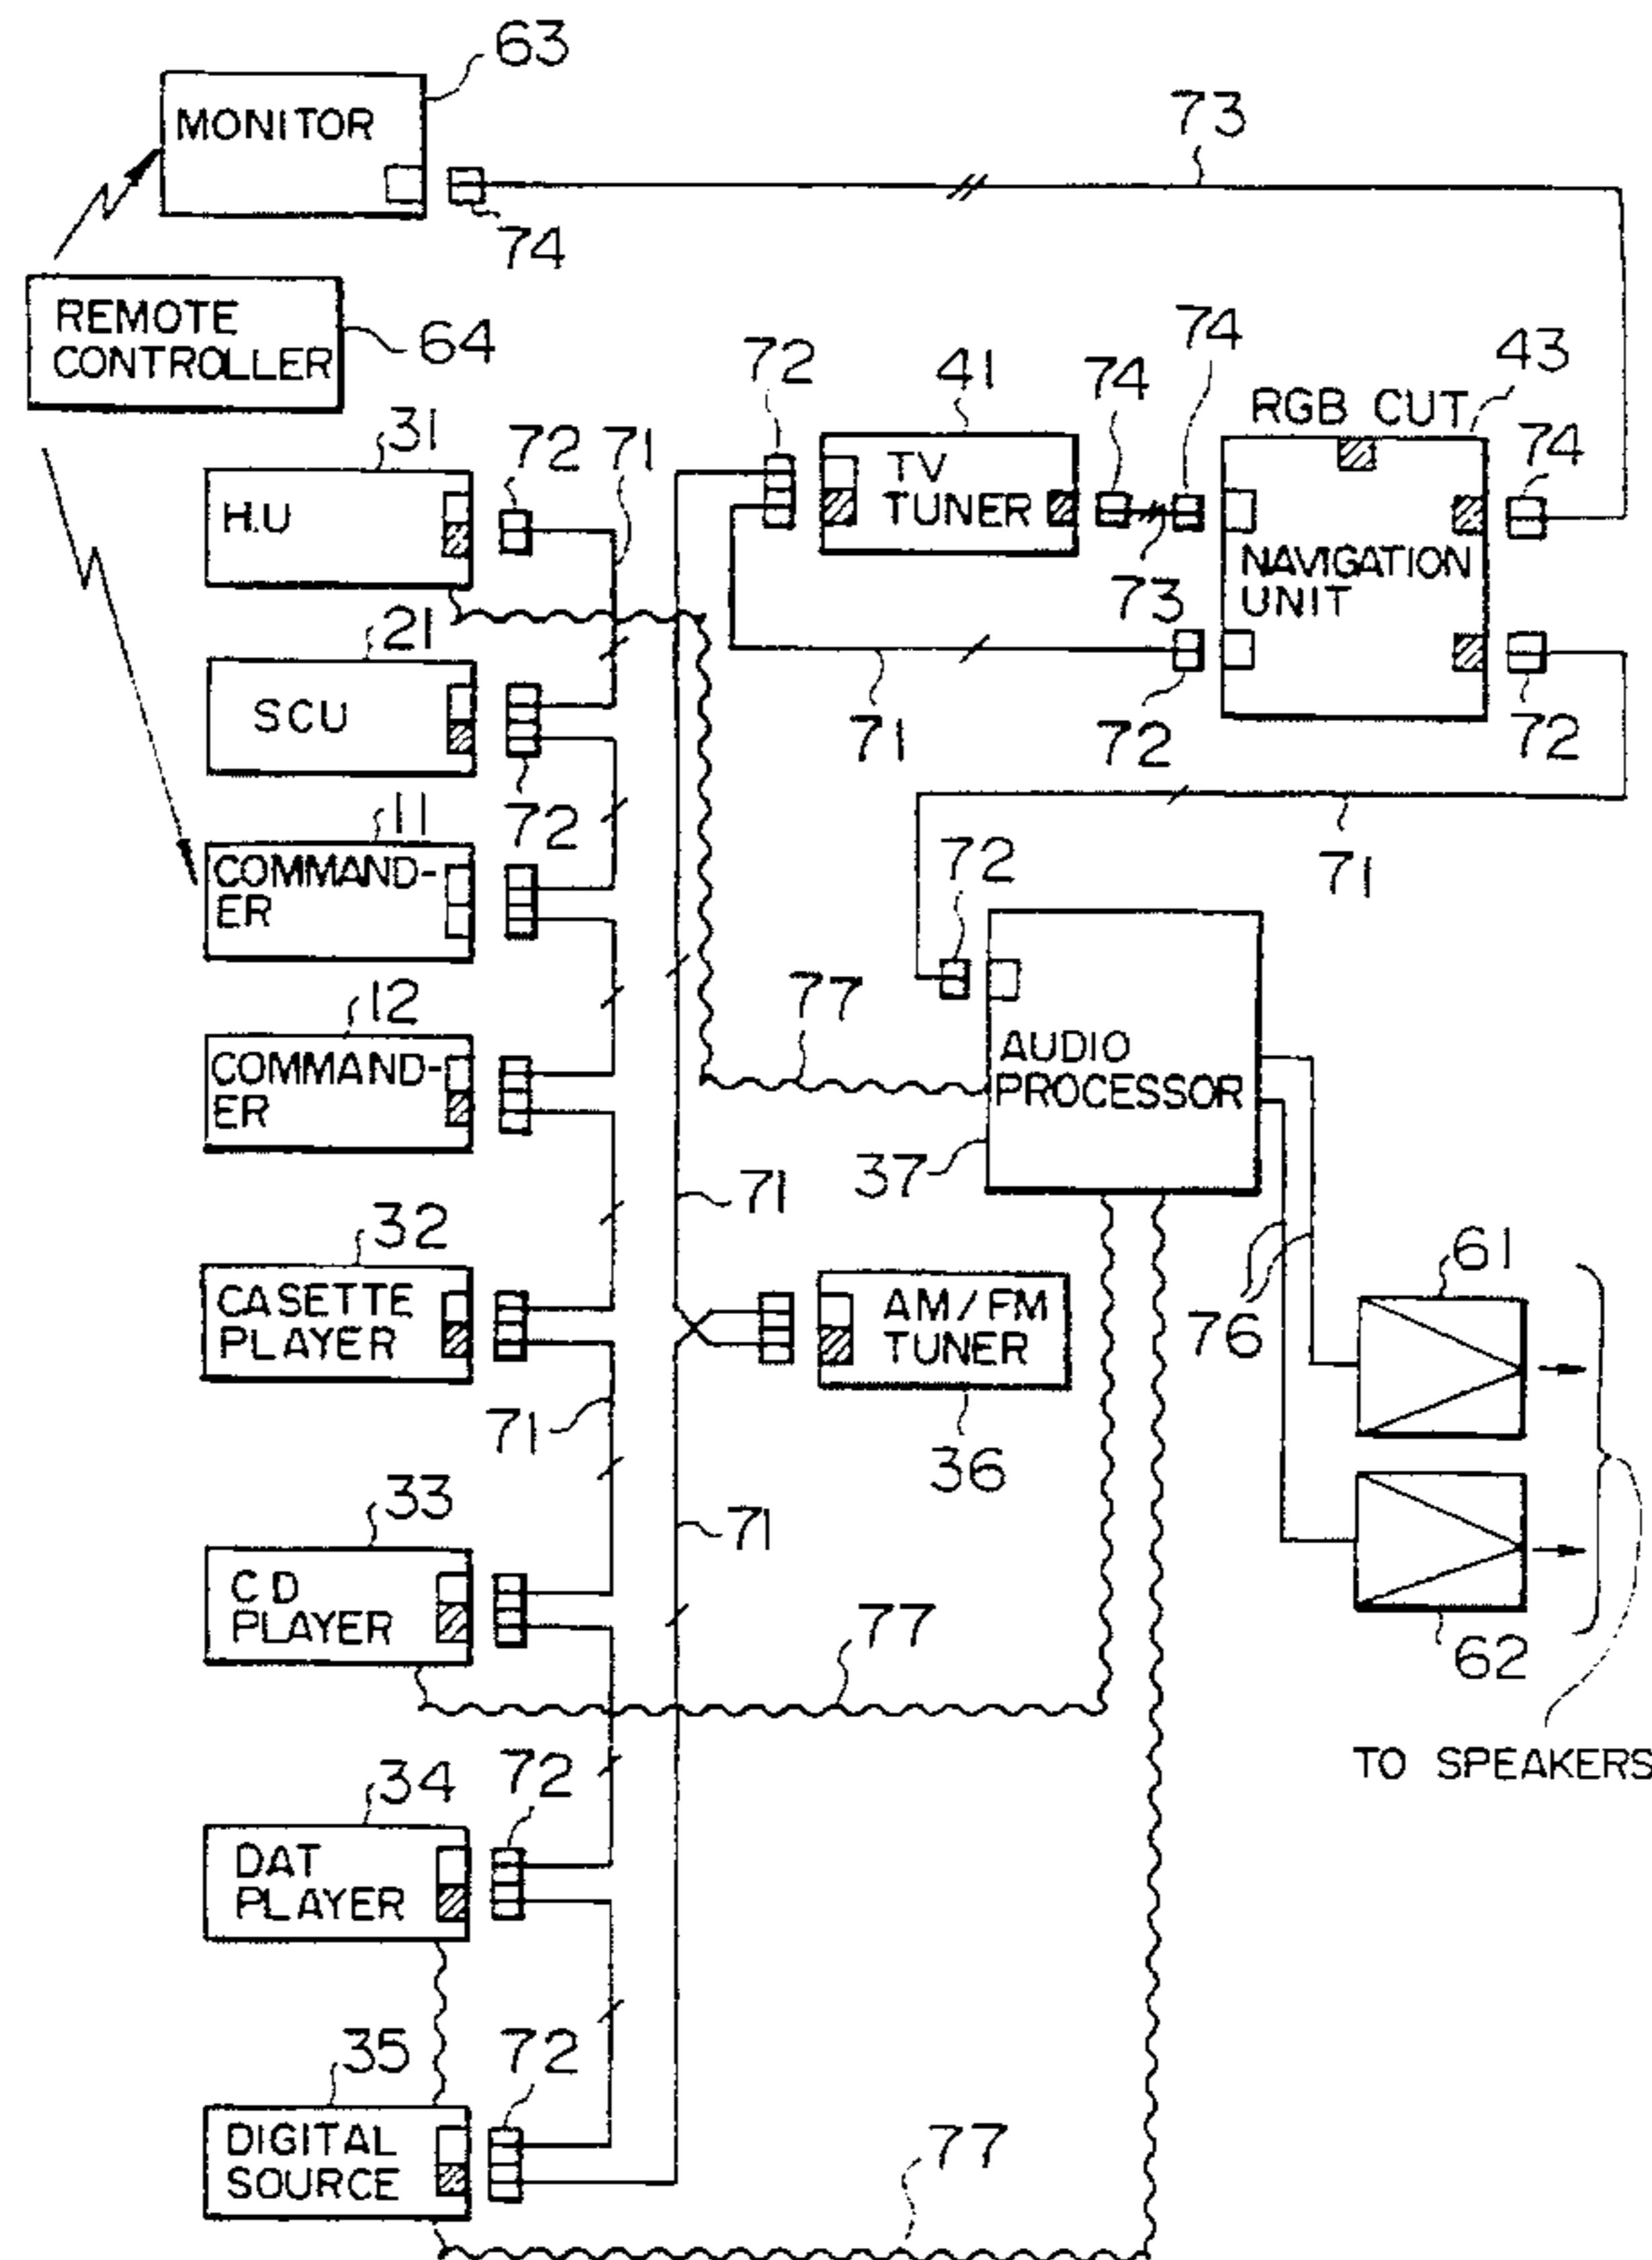 63
MONITOR
73
74
REMOTE
CONTROLLER
64
74
43
72
41
74
RGB CUT
31
72
71
74
H.U
TV
TUNER
NAVIGATION
UNIT
73
21
SCU
71
72
72
72
11
72
71
COMMAND-
ER
12
77
COMMAND-
ER
AUDIO
PROCESSOR
37
71
32
61
CASETTE
PLAYER
AM/FM
TUNER
76
71
36
33
71
CD
PLAYER
77
62
TO SPEAKERS
34
72
DAT
PLAYER
35
72
DIGITAL
SOURCE
77